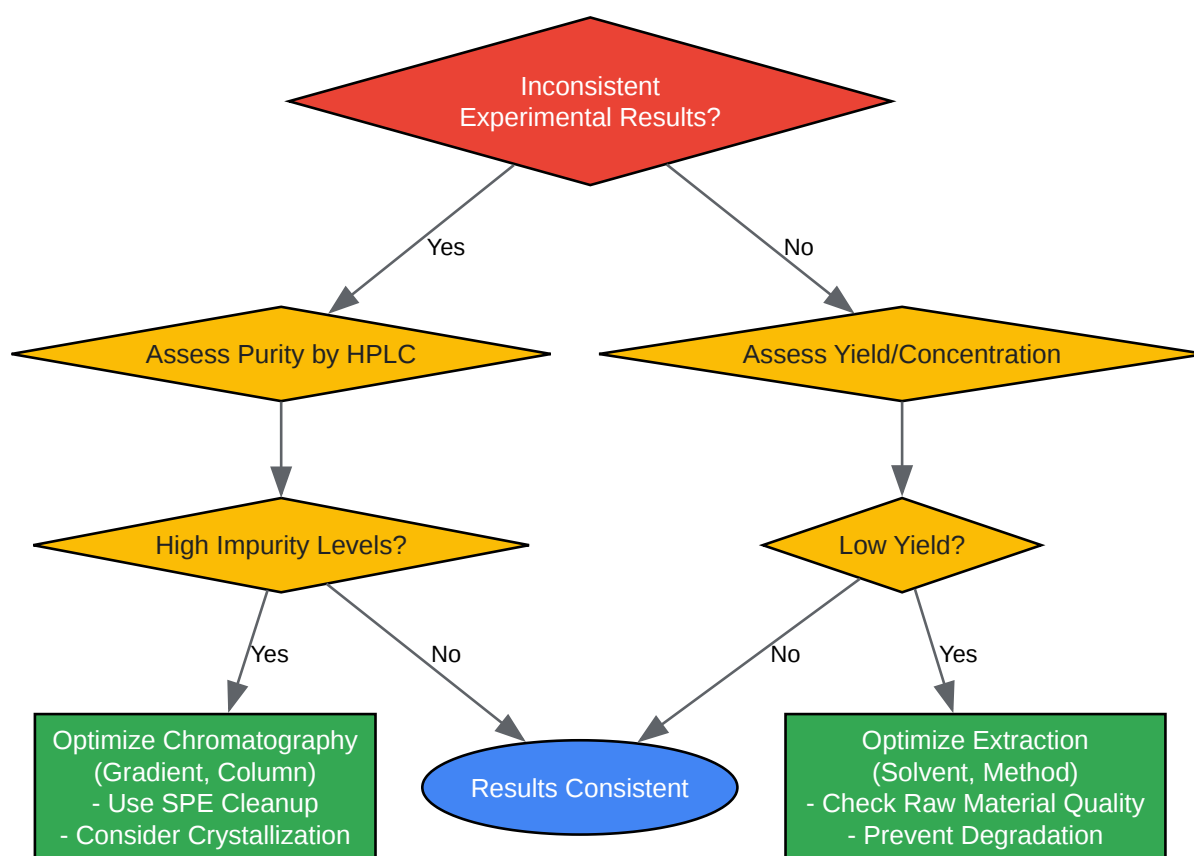 Inconsistent
Experimental Results?
Yes
No
Assess Purity by HPLC
Assess Yield/Concentration
High Impurity Levels?
Low Yield?
Yes
No
No
Yes
Optimize Chromatography
(Gradient, Column)
- Use SPE Cleanup
- Consider Crystallization
Results Consistent
Optimize Extraction
(Solvent, Method)
- Check Raw Material Quality
- Prevent Degradation